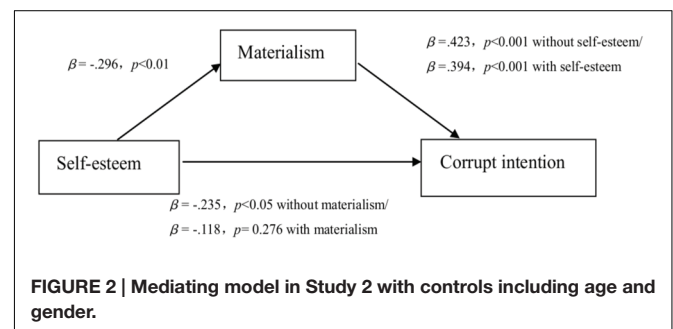 Materialism
β=.423，p<0.001 without self-esteem/
β=.394，p<0.001 with self-esteem
β= -.296，p<0.01
Self-esteem
Corrupt intention
β= -.235，p<0.05 without materialism/
β= -.118，p= 0.276 with materialism
FIGURE 2 | Mediating model in Study 2 with controls including age and
gender.